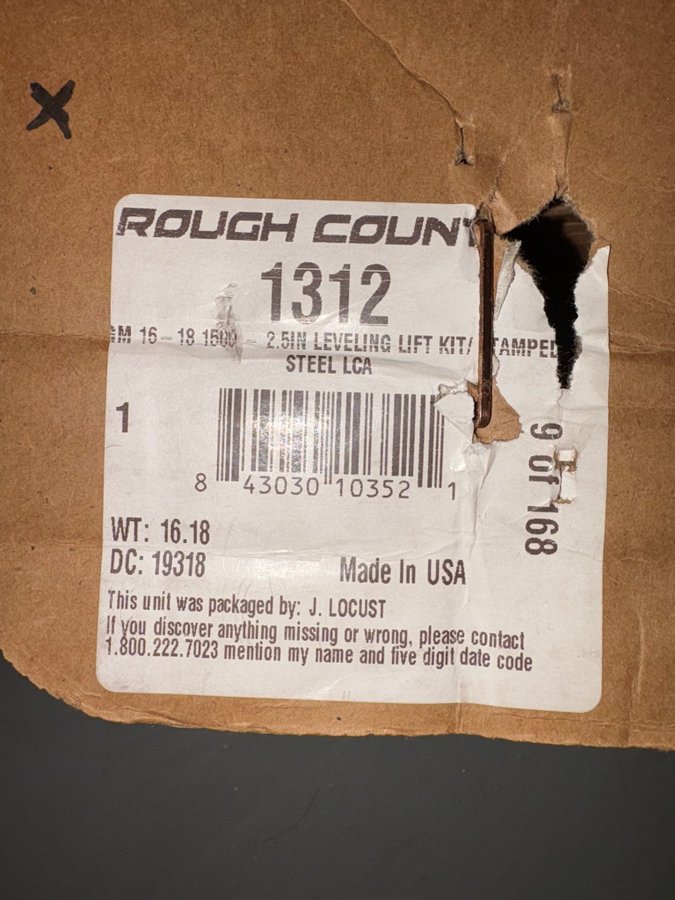 X
ROUGH COUNT
1312
GM 16-18 1500 - 2.5IN LEVELING LIFT KIT/ STAMPED
STEEL LCA
1
8 43030 10352 1
9 of 168
WT: 16.18
DC: 19318
Made In USA
This unit was packaged by: J. LOCUST
If you discover anything missing or wrong, please contact
1.800.222.7023 mention my name and five digit date code